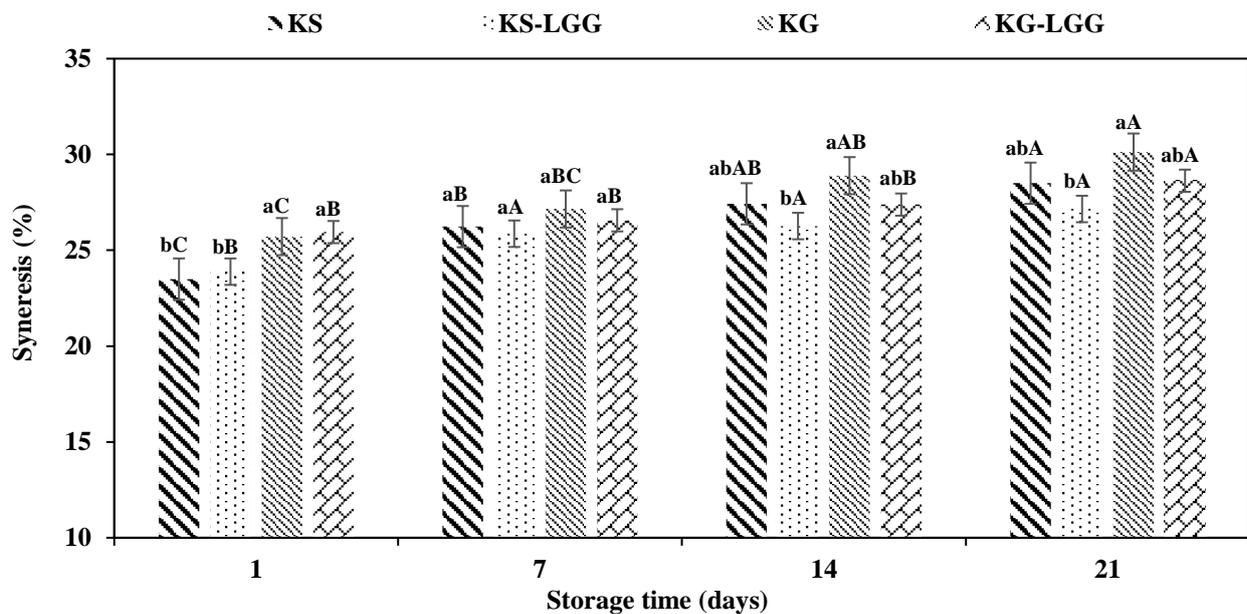 KS KS-LGG KG KG-LGG
35
30
25
20
15
10
Syneresis (%)
bC bB aC aB
aB aA aBC aB
abAB bA aAB abB
abA bA aA abA
1 7 14 21
Storage time (days)